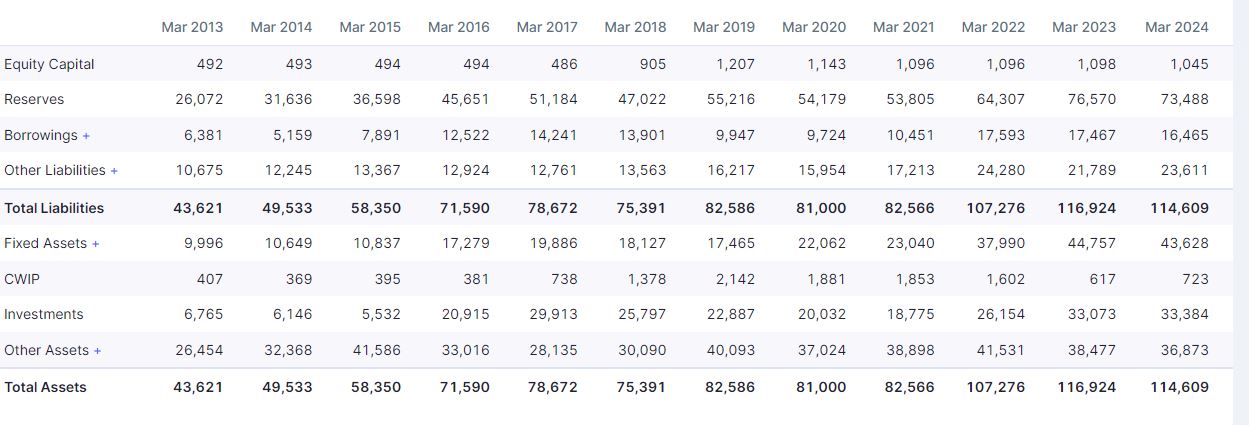 Mar 2013 Mar 2014 Mar 2015 Mar 2016 Mar 2017 Mar 2018 Mar 2019 Mar 2020 Mar 2021 Mar 2022 Mar 2023 Mar 2024
Equity Capital 492 493 494 494 486 905 1,207 1,143 1,096 1,096 1,098 1,045
Reserves 26,072 31,636 36,598 45,651 51,184 47,022 55,216 54,179 53,805 64,307 76,570 73,488
Borrowings + 6,381 5,159 7,891 12,522 14,241 13,901 9,947 9,724 10,451 17,593 17,467 16,465
Other Liabilities + 10,675 12,245 13,367 12,924 12,761 13,563 16,217 15,954 17,213 24,280 21,789 23,611
Total Liabilities 43,621 49,533 58,350 71,590 78,672 75,391 82,586 81,000 82,566 107,276 116,924 114,609
Fixed Assets + 9,996 10,649 10,837 17,279 19,886 18,127 17,465 22,062 23,040 37,990 44,757 43,628
CWIP 407 369 395 381 738 1,378 2,142 1,881 1,853 1,602 617 723
Investments 6,765 6,146 5,532 20,915 29,913 25,797 22,887 20,032 18,775 26,154 33,073 33,384
Other Assets + 26,454 32,368 41,586 33,016 28,135 30,090 40,093 37,024 38,898 41,531 38,477 36,873
Total Assets 43,621 49,533 58,350 71,590 78,672 75,391 82,586 81,000 82,566 107,276 116,924 114,609